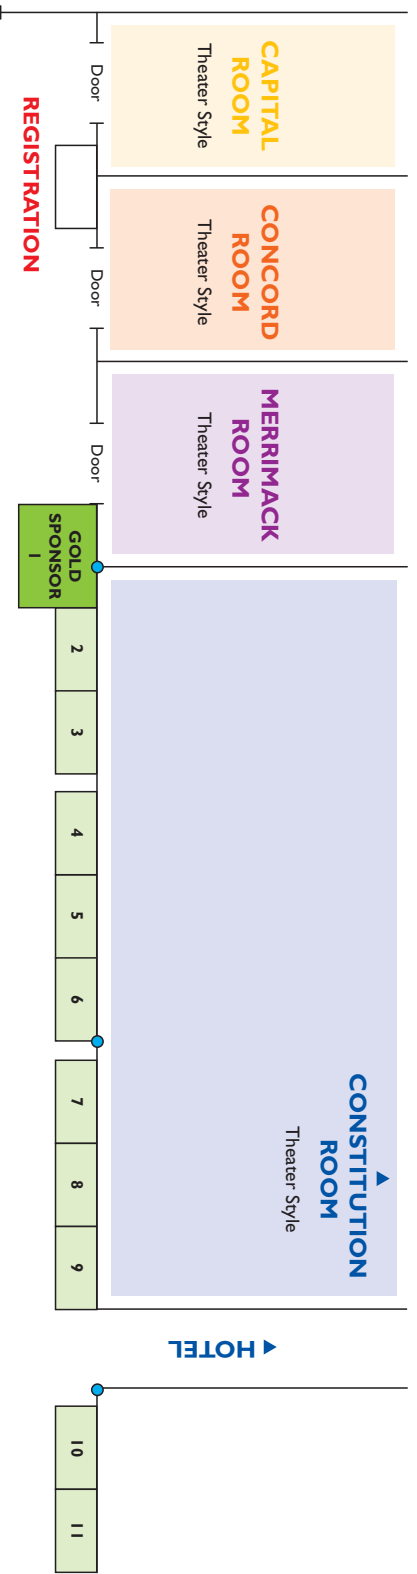 CAPITAL
ROOM
Theater Style
Door
REGISTRATION
CONCORD
ROOM
Theater Style
Door
MERRIMACK
ROOM
Theater Style
Door
GOLD
SPONSOR
1
2
3
4
5
6
7
8
9
CONSTITUTION
ROOM
Theater Style
HOTEL
10
11